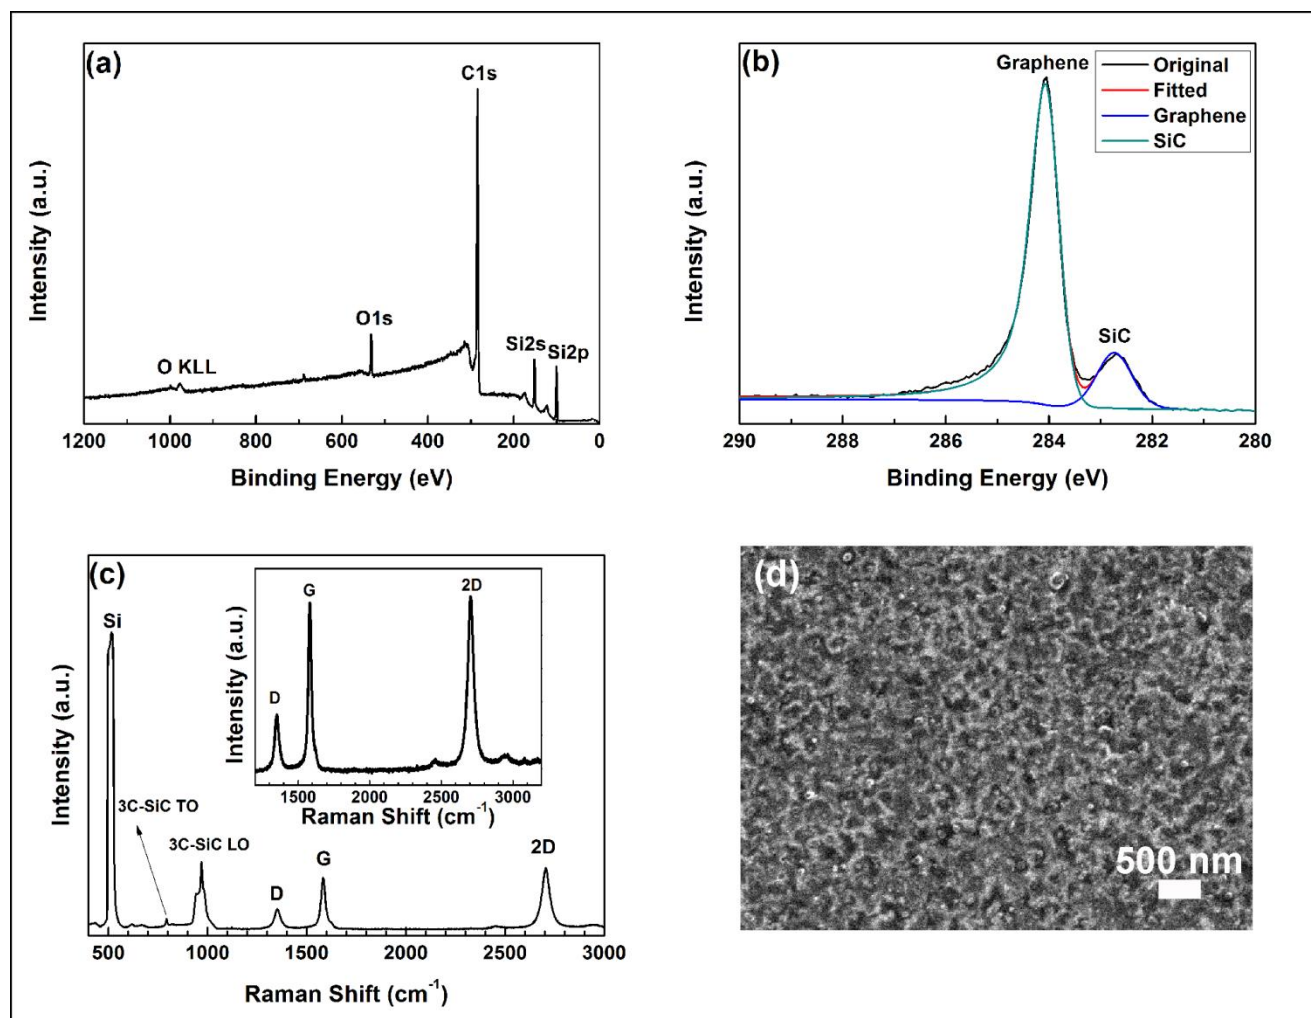 (a)
C1s
O1s
O KLL
Si2s
Si2p
Intensity (a.u.)
1200 1000 800 600 400 200 0
Binding Energy (eV)
(b)
Graphene
Original
Fitted
Graphene
SiC
SiC
Intensity (a.u.)
290 288 286 284 282 280
Binding Energy (eV)
(c)
Si
3C-SiC TO
3C-SiC LO
D
G
2D
Intensity (a.u.)
500 1000 1500 2000 2500 3000
Raman Shift (cm⁻¹)
D
G
2D
Intensity (a.u.)
1500 2000 2500 3000
Raman Shift (cm⁻¹)
(d)
500 nm